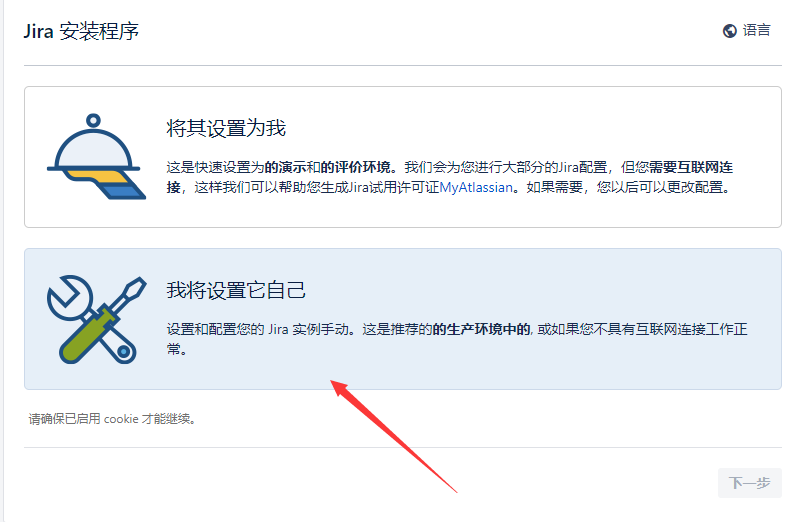 Jira 安装程序
语言
将其设置为我
这是快速设置为的演示和的评价环境。我们会为您进行大部分的Jira配置，但您需要互联网连
接，这样我们可以帮助您生成Jira试用许可证MyAtlassian。如果需要，您以后可以更改配置。
我将设置它自己
设置和配置您的 Jira 实例手动。这是推荐的的生产环境中的, 或如果您不具有互联网连接工作正
常。
请确保已启用 cookie 才能继续。
下一步